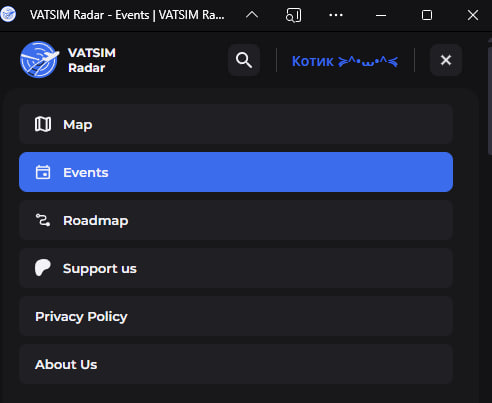 VATSIM Radar - Events | VATSIM Ra...
VATSIM
Radar
Котик ≽^•⩊•^≼
Map
Events
Roadmap
Support us
Privacy Policy
About Us